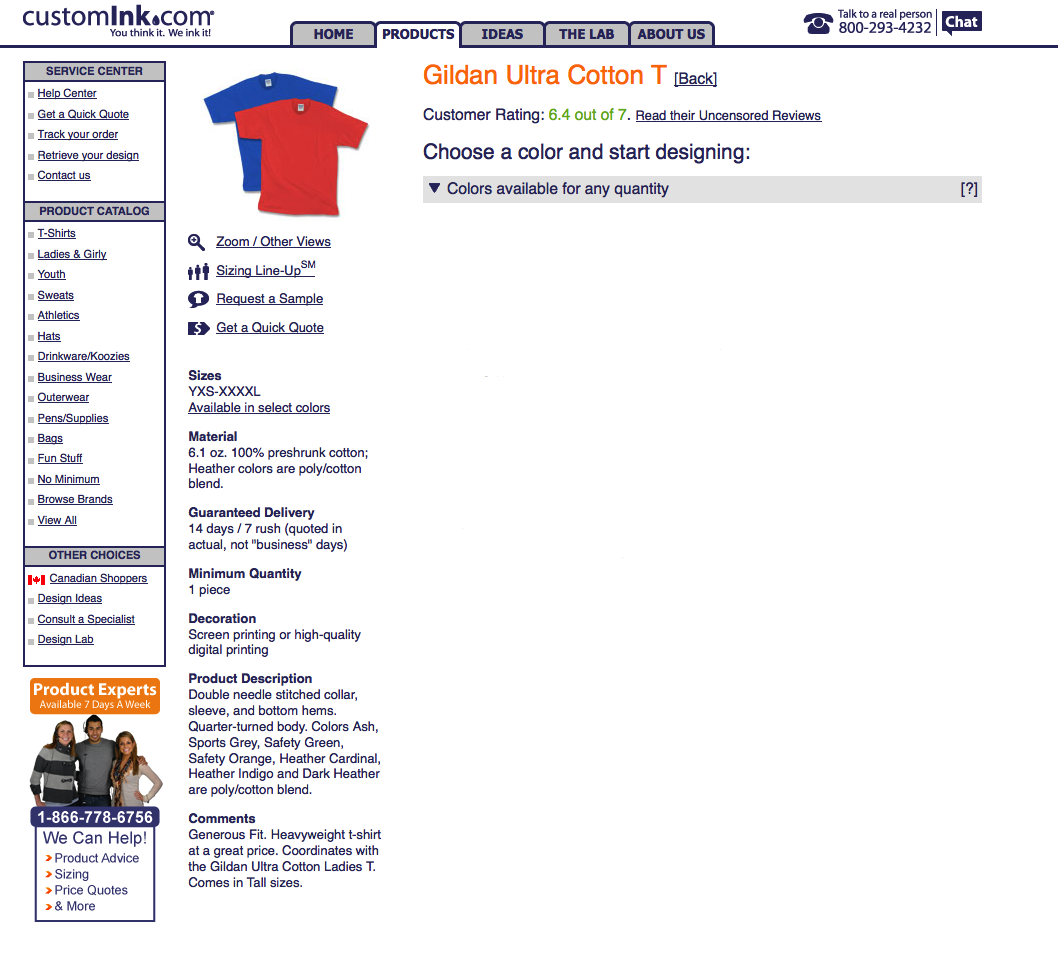 customInk.com
You think it. We ink it!
HOME
PRODUCTS
IDEAS
THE LAB
ABOUT US
Talk to a real person
800-293-4232
Chat
SERVICE CENTER
Help Center
Get a Quick Quote
Track your order
Retrieve your design
Contact us
PRODUCT CATALOG
T-Shirts
Ladies & Girly
Youth
Sweats
Athletics
Hats
Drinkware/Koozies
Business Wear
Outerwear
Pens/Supplies
Bags
Fun Stuff
No Minimum
Browse Brands
View All
OTHER CHOICES
Canadian Shoppers
Design Ideas
Consult a Specialist
Design Lab
Product Experts
Available 7 Days A Week
1-866-778-6756
We Can Help!
Product Advice
Sizing
Price Quotes
& More
Zoom / Other Views
Sizing Line-Up SM
Request a Sample
Get a Quick Quote
Sizes
YXS-XXXXL
Available in select colors
Material
6.1 oz. 100% preshrunk cotton;
Heather colors are poly/cotton
blend.
Guaranteed Delivery
14 days / 7 rush (quoted in
actual, not "business" days)
Minimum Quantity
1 piece
Decoration
Screen printing or high-quality
digital printing
Product Description
Double needle stitched collar,
sleeve, and bottom hems.
Quarter-turned body. Colors Ash,
Sports Grey, Safety Green,
Safety Orange, Heather Cardinal,
Heather Indigo and Dark Heather
are poly/cotton blend.
Comments
Generous Fit. Heavyweight t-shirt
at a great price. Coordinates with
the Gildan Ultra Cotton Ladies T.
Comes in Tall sizes.
Gildan Ultra Cotton T [Back]
Customer Rating: 6.4 out of 7. Read their Uncensored Reviews
Choose a color and start designing:
Colors available for any quantity [?]